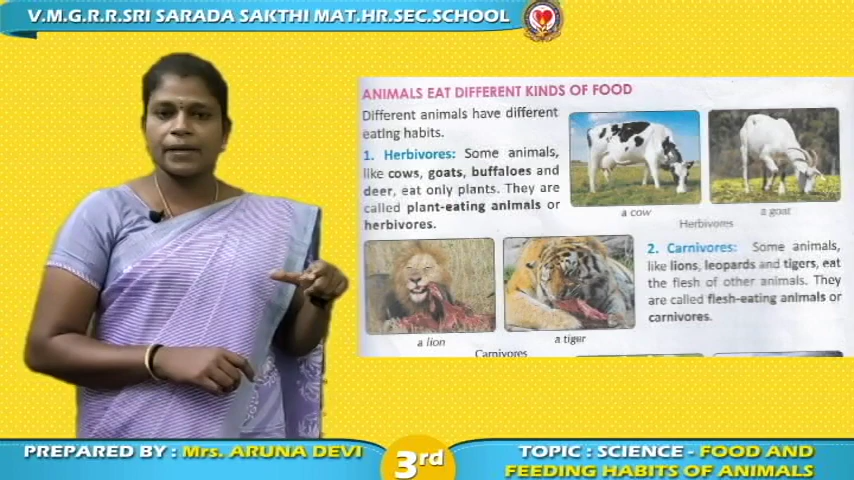 V.M.G.R.R.SRI SARADA SAKTHI MAT.HR.SEC.SCHOOL
ANIMALS EAT DIFFERENT KINDS OF FOOD
Different animals have different
eating habits.
1. Herbivores: Some animals,
like cows, goats, buffaloes and
deer, eat only plants. They are
called plant-eating animals or
herbivores.
a cow
a goat
Herbivores
2. Carnivores: Some animals,
like lions, leopards and tigers, eat
the flesh of other animals. They
are called flesh-eating animals or
carnivores.
a lion
a tiger
Carnivores
PREPARED BY : Mrs. ARUNA DEVI
3rd
TOPIC : SCIENCE - FOOD AND
FEEDING HABITS OF ANIMALS